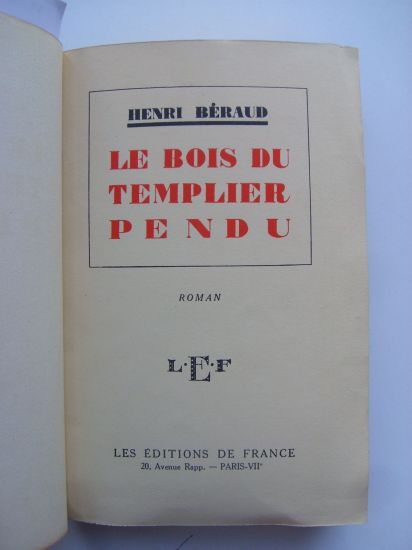 HENRI BÉRAUD
LE BOIS DU
TEMPLIER
PENDU
ROMAN
L·E·F
LES ÉDITIONS DE FRANCE
20, Avenue Rapp. — PARIS-VIIᵉ